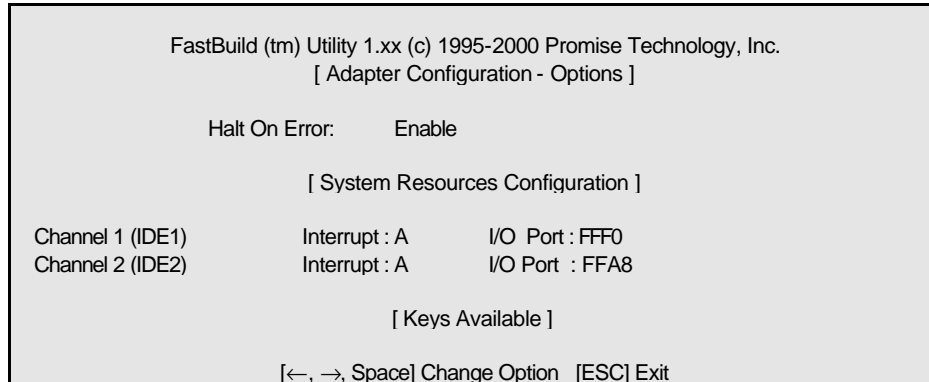 FastBuild (tm) Utility 1.xx (c) 1995-2000 Promise Technology, Inc.
[ Adapter Configuration - Options ]
Halt On Error: Enable
[ System Resources Configuration ]
Channel 1 (IDE1) Interrupt : A I/O Port : FFF0
Channel 2 (IDE2) Interrupt : A I/O Port : FFA8
[ Keys Available ]
[←, →, Space] Change Option [ESC] Exit